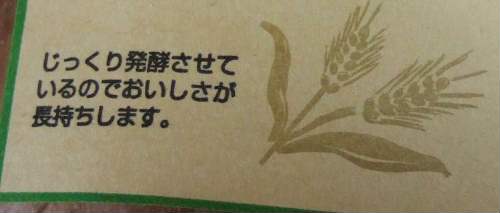 じっくり発酵させて
いるのでおいしさが
長持ちします。